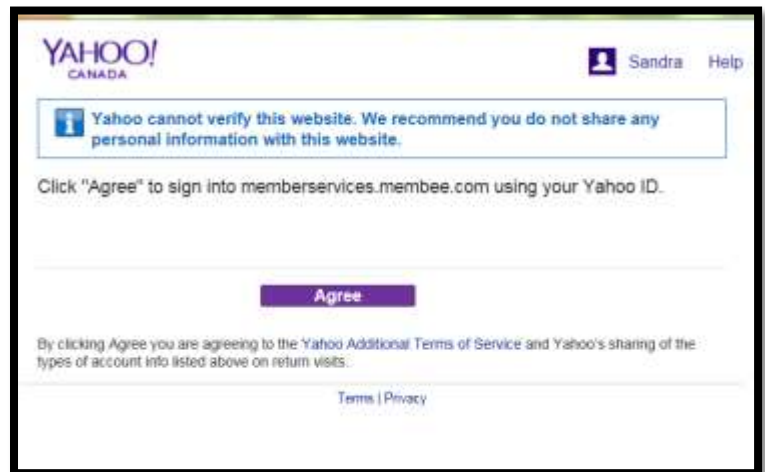 YAHOO!
CANADA
Sandra Help
Yahoo cannot verify this website. We recommend you do not share any
personal information with this website.
Click "Agree" to sign into memberservices.membee.com using your Yahoo ID.
Agree
By clicking Agree you are agreeing to the Yahoo Additional Terms of Service and Yahoo's sharing of the
types of account info listed above on return visits.
Terms | Privacy